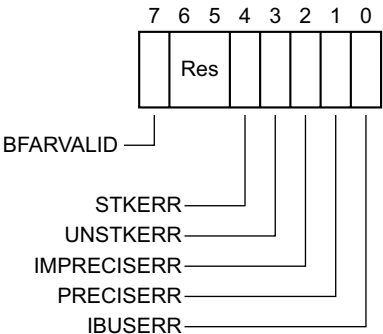 7 6 5 4 3 2 1 0
Res
BFARVALID
STKERR
UNSTKERR
IMPRECISERR
PRECISERR
IBUSERR